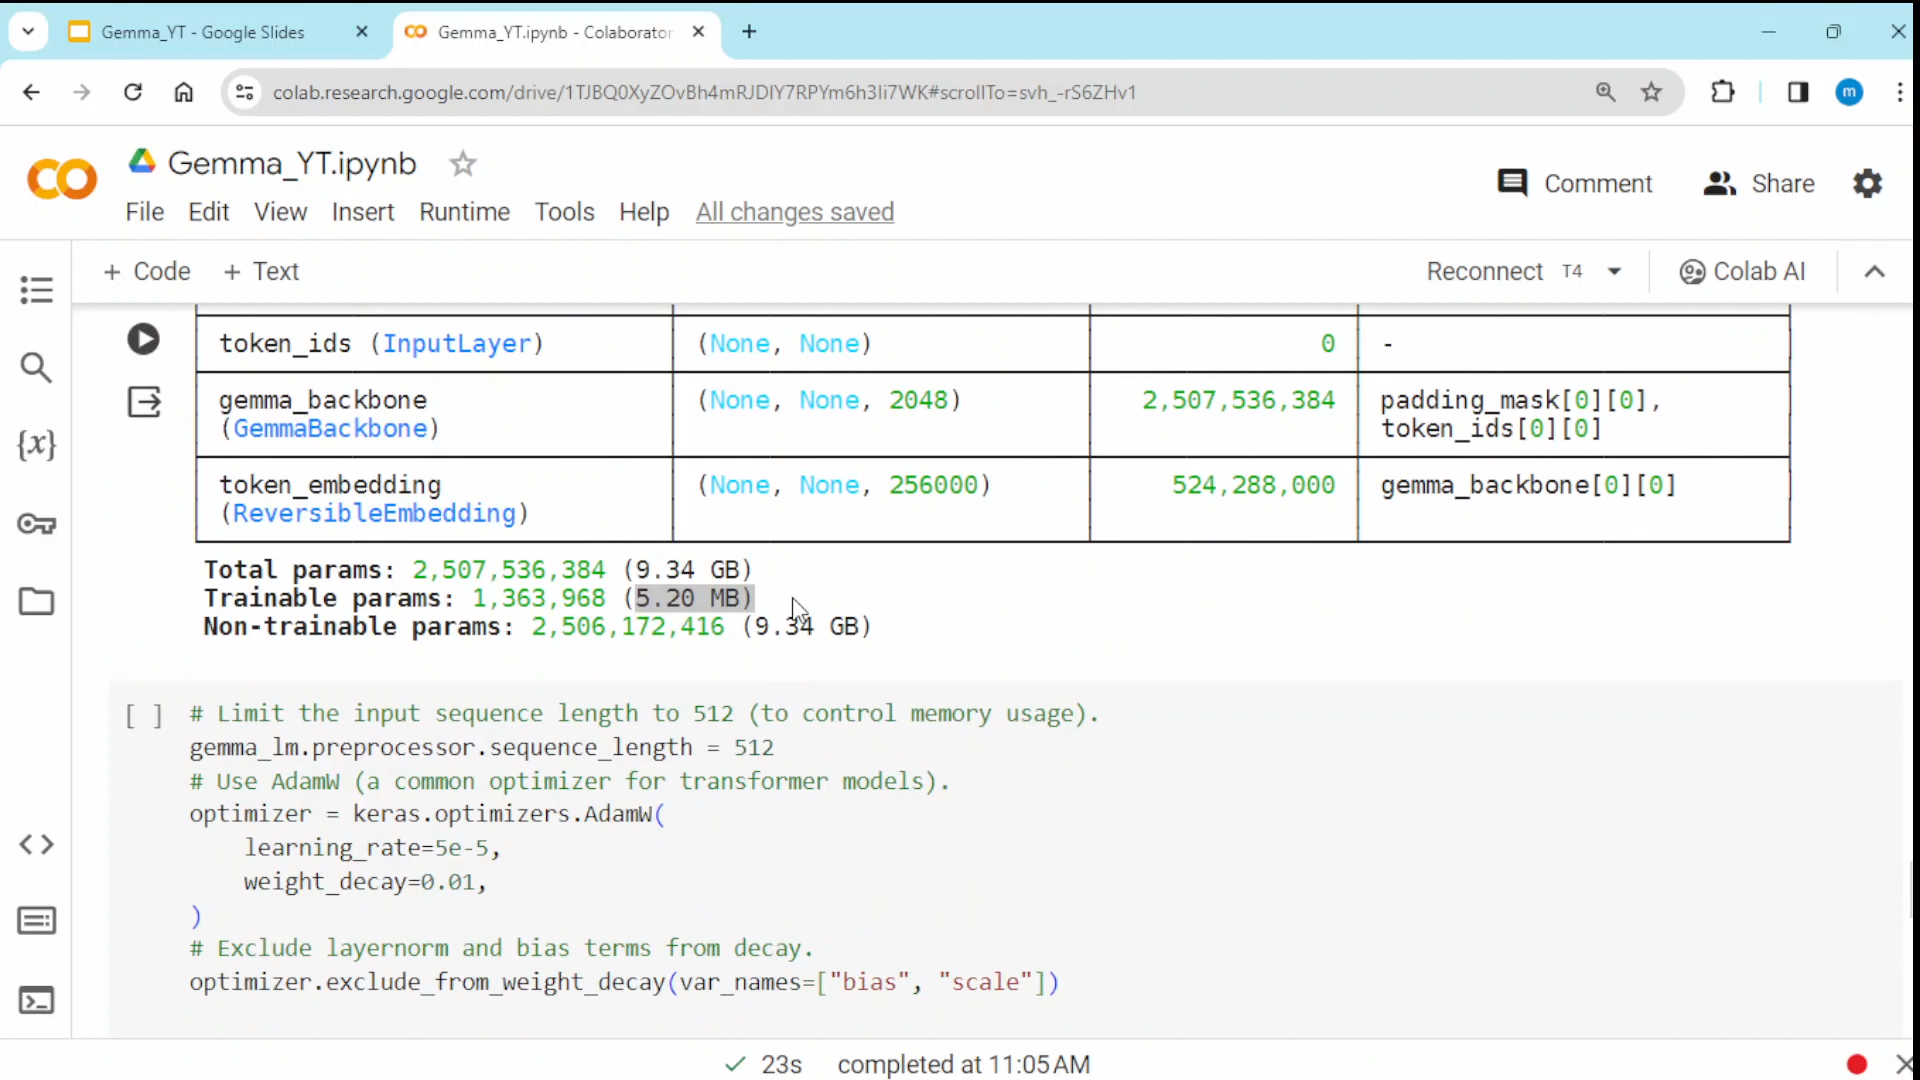 Gemma_YT - Google Slides
Gemma_YT.ipynb - Colaborator
colab.research.google.com/drive/1TJBQ0XyZOvBh4mRJDIY7RPYm6h3Ii7WK#scrollTo=svh_-rS6ZHv1
m
Gemma_YT.ipynb
Comment
Share
File Edit View Insert Runtime Tools Help All changes saved
+ Code + Text
Reconnect T4
Colab AI
token_ids (InputLayer) (None, None) 0 -
gemma_backbone (None, None, 2048) 2,507,536,384 padding_mask[0][0],
(GemmaBackbone) token_ids[0][0]
token_embedding (None, None, 256000) 524,288,000 gemma_backbone[0][0]
(ReversibleEmbedding)
Total params: 2,507,536,384 (9.34 GB)
Trainable params: 1,363,968 (5.20 MB)
Non-trainable params: 2,506,172,416 (9.34 GB)
[ ] # Limit the input sequence length to 512 (to control memory usage).
gemma_lm.preprocessor.sequence_length = 512
# Use AdamW (a common optimizer for transformer models).
optimizer = keras.optimizers.AdamW(
learning_rate=5e-5,
weight_decay=0.01,
)
# Exclude layernorm and bias terms from decay.
optimizer.exclude_from_weight_decay(var_names=["bias", "scale"])
23s completed at 11:05 AM